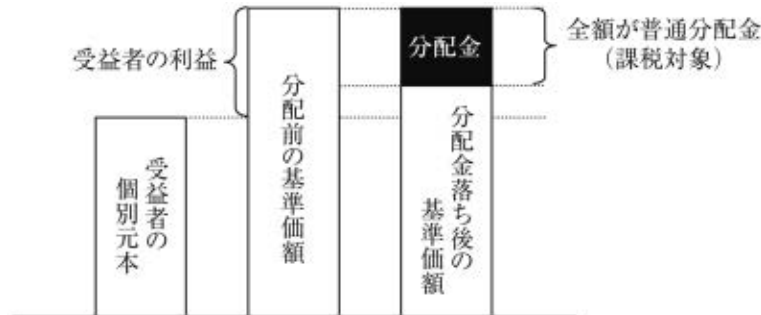 受益者の利益
受益者の
個別元本
分配前の基準価額
分配金
分配金落ち後の
基準価額
全額が普通分配金
（課税対象）